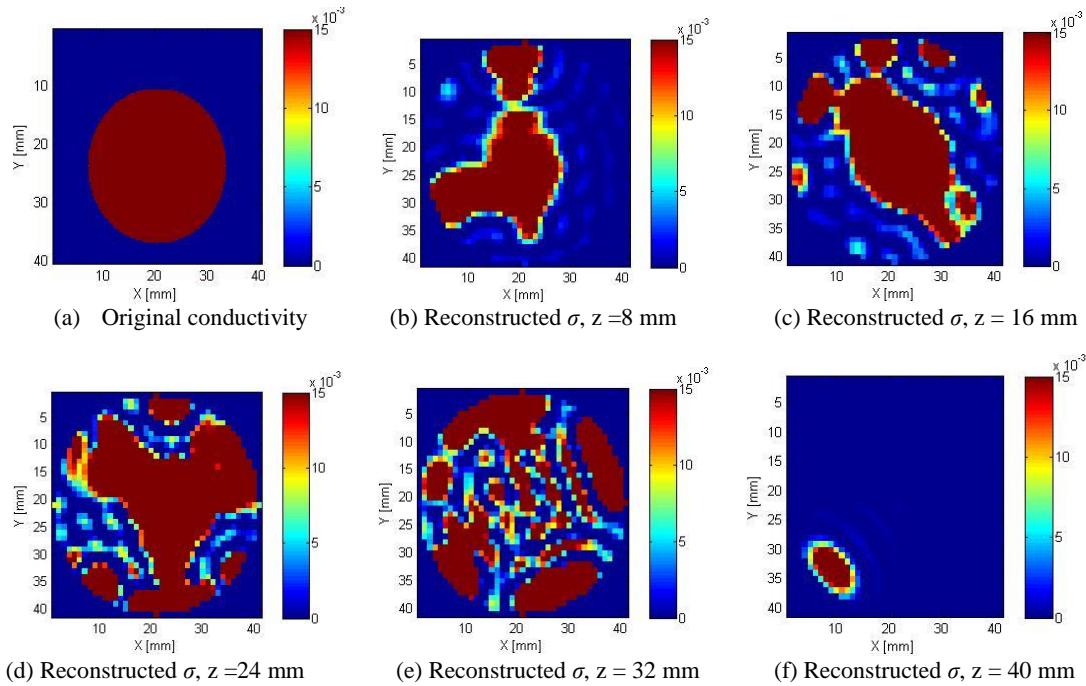 x 10⁻³
15
10
5
0
Y [mm]
10
20
30
40
10 20 30 40
X [mm]
(a) Original conductivity
x 10⁻³
15
10
5
0
Y [mm]
5
10
15
20
25
30
35
40
10 20 30 40
X [mm]
(b) Reconstructed σ, z =8 mm
x 10⁻³
15
10
5
0
Y [mm]
5
10
15
20
25
30
35
40
10 20 30 40
X [mm]
(c) Reconstructed σ, z = 16 mm
x 10⁻³
15
10
5
0
Y [mm]
5
10
15
20
25
30
35
40
10 20 30 40
X [mm]
(d) Reconstructed σ, z =24 mm
x 10⁻³
15
10
5
0
Y [mm]
5
10
15
20
25
30
35
40
10 20 30 40
X [mm]
(e) Reconstructed σ, z = 32 mm
x 10⁻³
15
10
5
0
Y [mm]
5
10
15
20
25
30
35
40
10 20 30 40
X [mm]
(f) Reconstructed σ, z = 40 mm